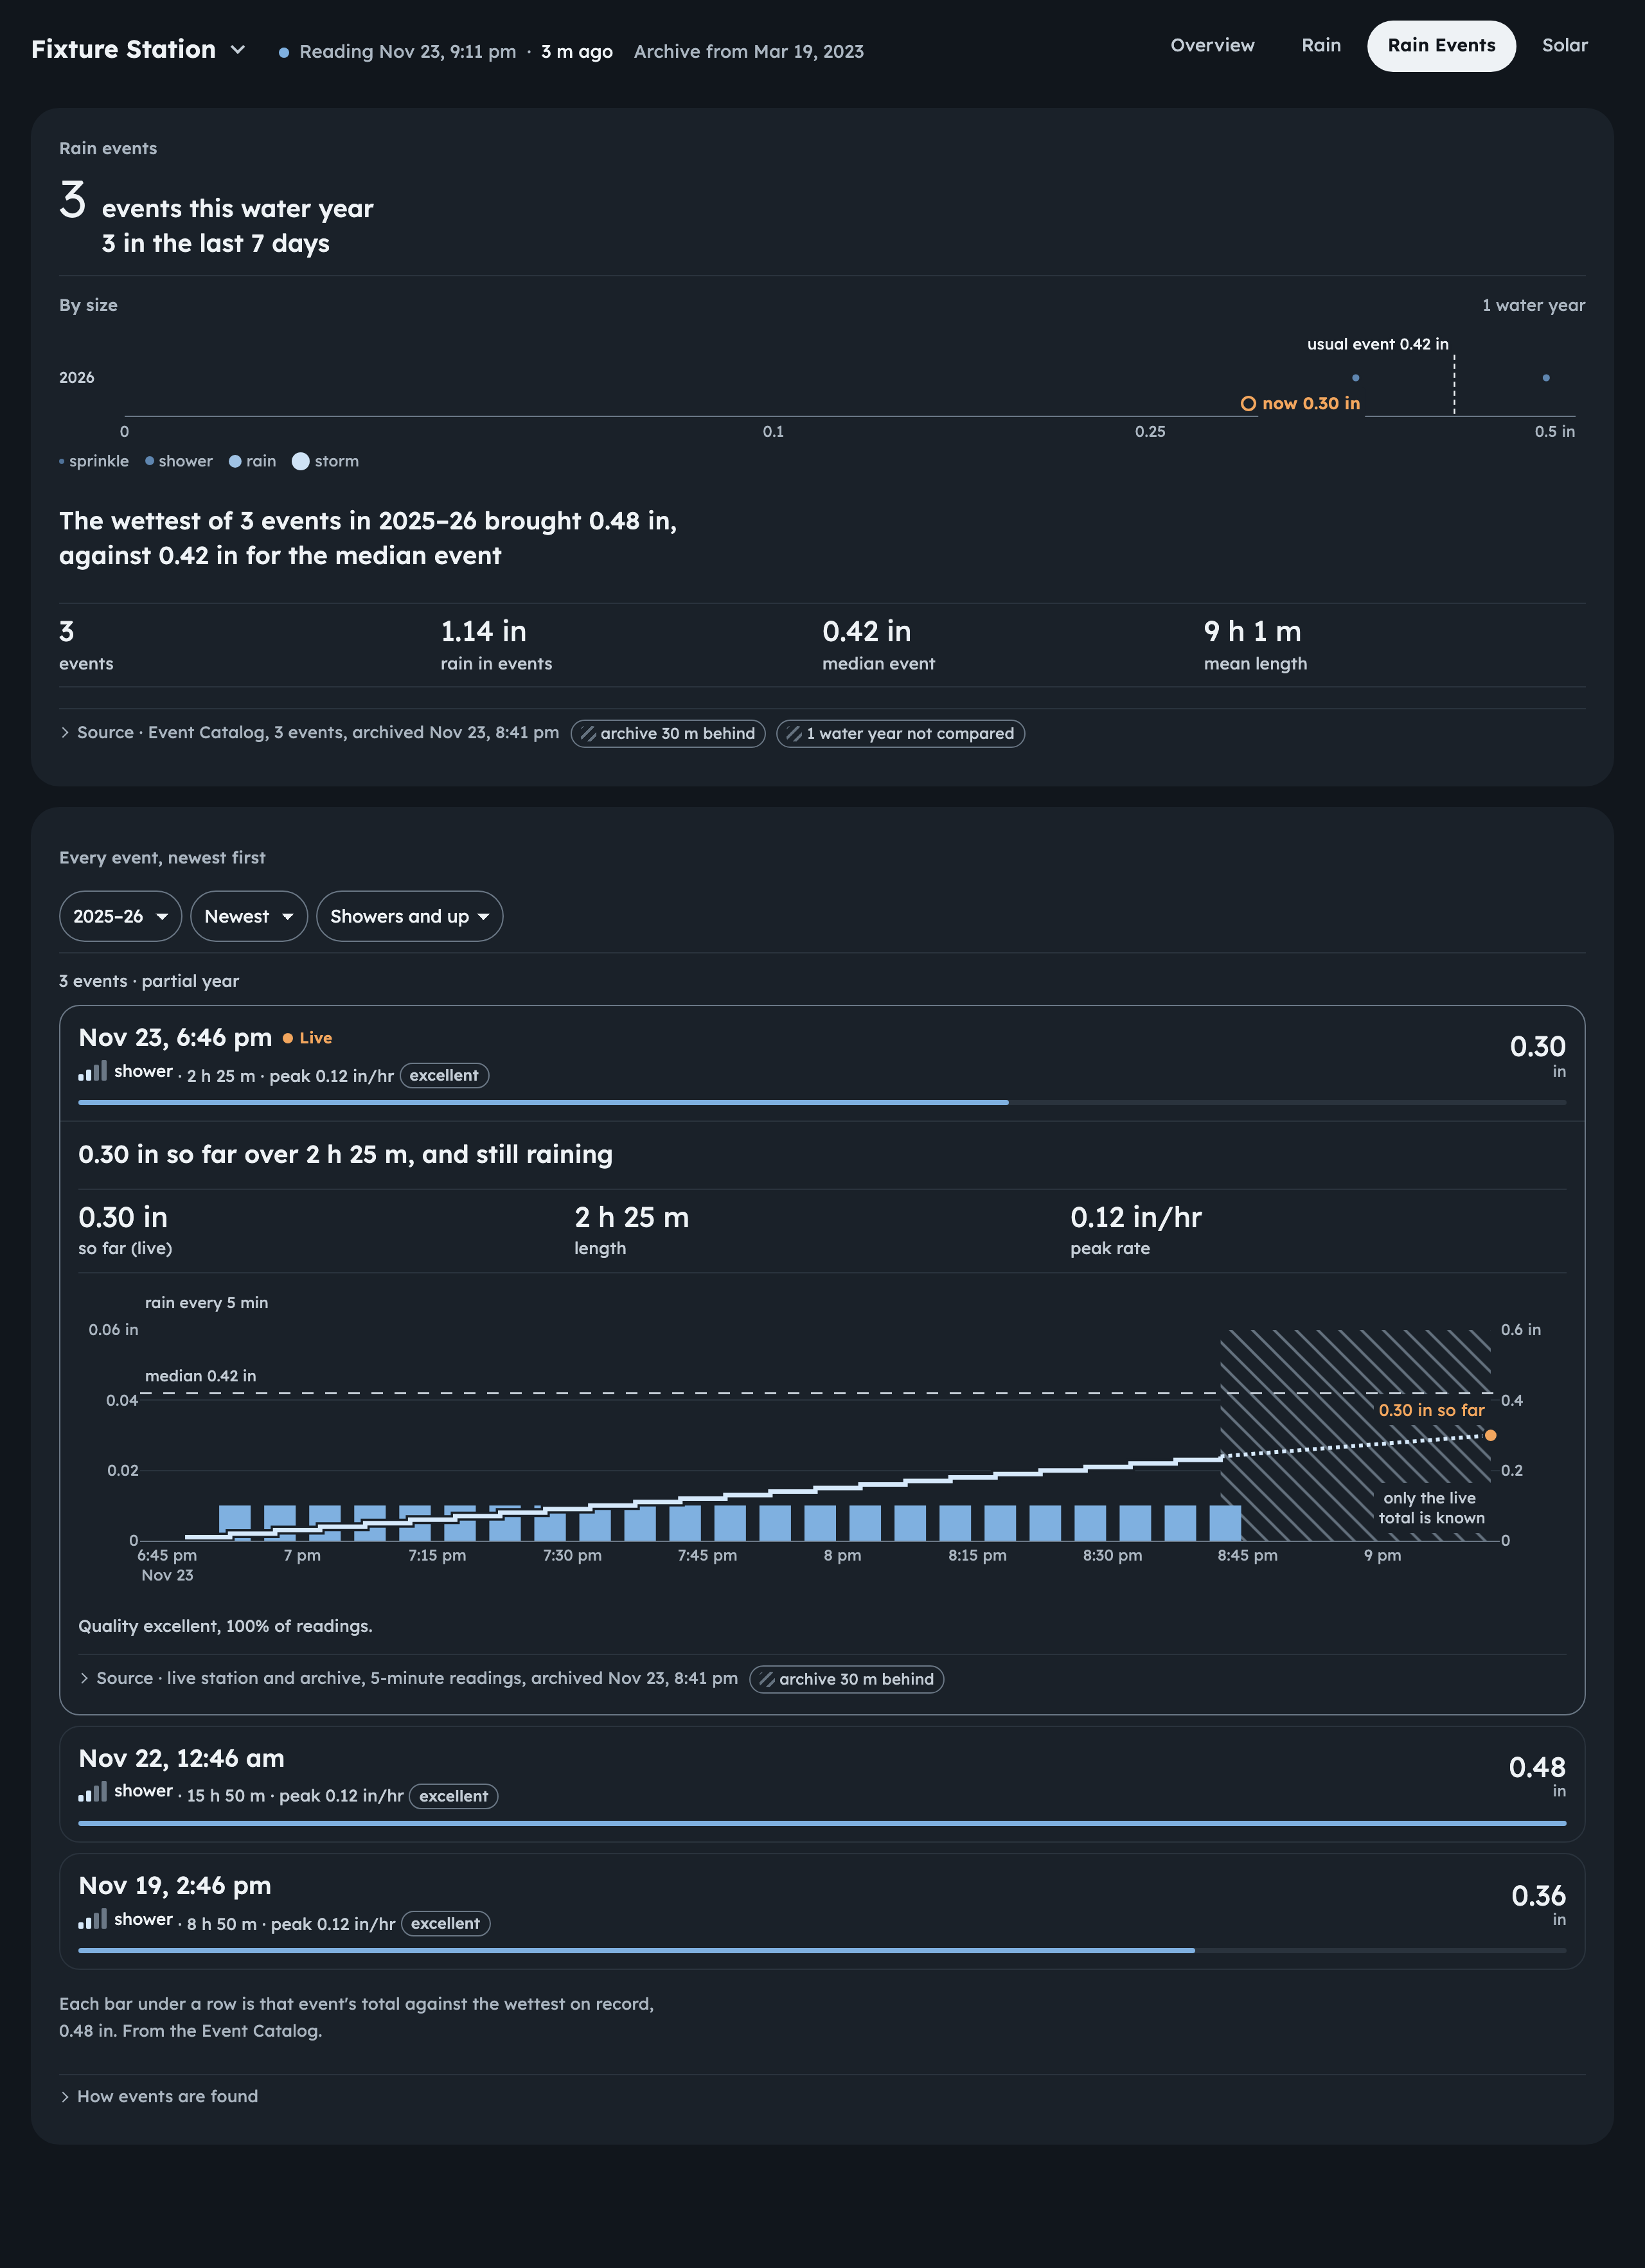 Fixture Station
Reading Nov 23, 9:11 pm · 3 m ago Archive from Mar 19, 2023
Overview Rain Rain Events Solar
Rain events
3 events this water year
3 in the last 7 days
By size 1 water year
usual event 0.42 in
2026
now 0.30 in
0 0.1 0.25 0.5 in
sprinkle shower rain storm
The wettest of 3 events in 2025–26 brought 0.48 in,
against 0.42 in for the median event
3 1.14 in 0.42 in 9 h 1 m
events rain in events median event mean length
Source · Event Catalog, 3 events, archived Nov 23, 8:41 pm archive 30 m behind 1 water year not compared
Every event, newest first
2025–26 Newest Showers and up
3 events · partial year
Nov 23, 6:46 pm Live
0.30
shower · 2 h 25 m · peak 0.12 in/hr excellent
in
0.30 in so far over 2 h 25 m, and still raining
0.30 in 2 h 25 m 0.12 in/hr
so far (live) length peak rate
rain every 5 min
0.06 in 0.6 in
median 0.42 in
0.04 0.4
0.30 in so far
0.02 0.2
only the live
total is known
0 0
6:45 pm 7 pm 7:15 pm 7:30 pm 7:45 pm 8 pm 8:15 pm 8:30 pm 8:45 pm 9 pm
Nov 23
Quality excellent, 100% of readings.
Source · live station and archive, 5-minute readings, archived Nov 23, 8:41 pm archive 30 m behind
Nov 22, 12:46 am
0.48
shower · 15 h 50 m · peak 0.12 in/hr excellent
in
Nov 19, 2:46 pm
0.36
shower · 8 h 50 m · peak 0.12 in/hr excellent
in
Each bar under a row is that event's total against the wettest on record,
0.48 in. From the Event Catalog.
How events are found